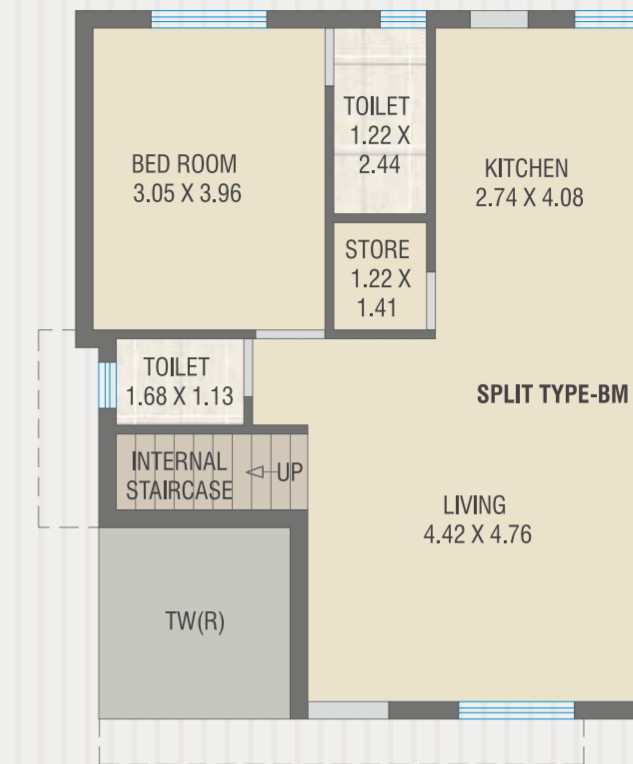 BED ROOM
3.05 X 3.96
TOILET
1.22 X
2.44
KITCHEN
2.74 X 4.08
STORE
1.22 X
1.41
TOILET
1.68 X 1.13
SPLIT TYPE-BM
INTERNAL
STAIRCASE
UP
LIVING
4.42 X 4.76
TW(R)